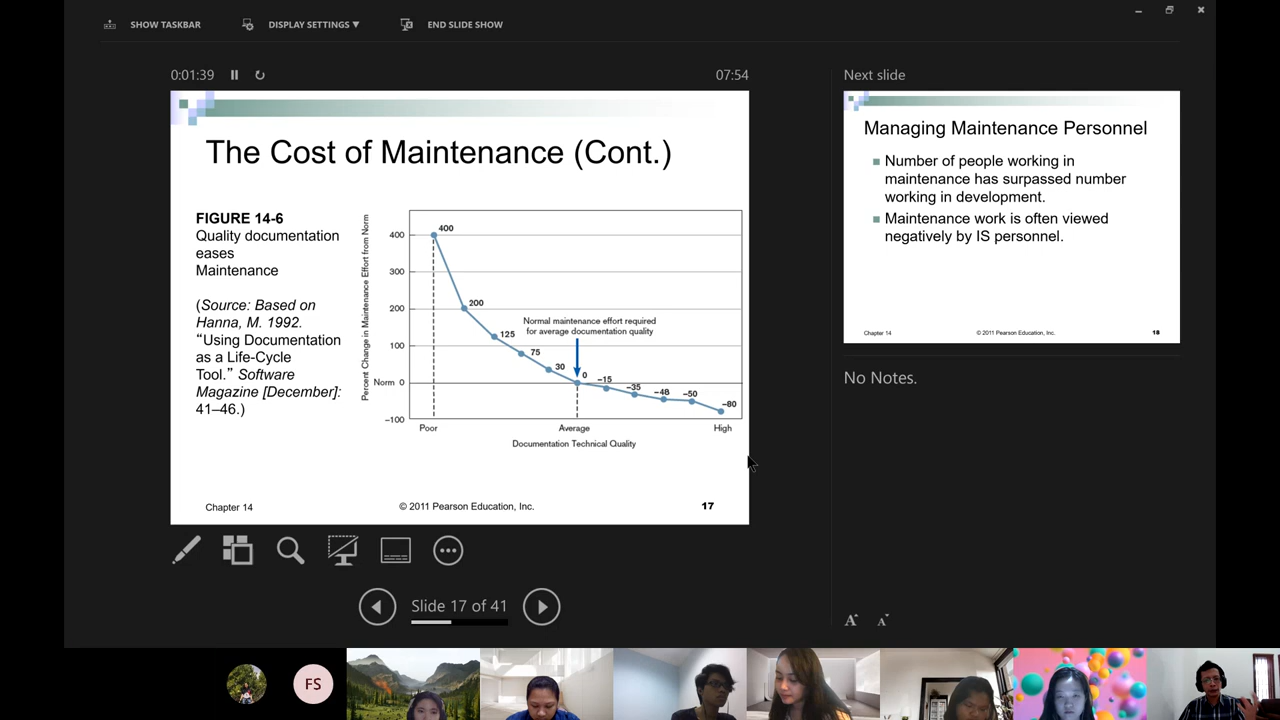 SHOW TASKBAR
DISPLAY SETTINGS ▼
END SLIDE SHOW
0:01:39
07:54
The Cost of Maintenance (Cont.)
FIGURE 14-6
Quality documentation
eases
Maintenance
(Source: Based on
Hanna, M. 1992.
“Using Documentation
as a Life-Cycle
Tool.” Software
Magazine [December]:
41–46.)
Percent Change in Maintenance Effort from Norm
400
300
200
100
Norm 0
–100
400
200
125
75
30
0
–15
–35
–48
–50
–80
Normal maintenance effort required
for average documentation quality
Poor
Average
High
Documentation Technical Quality
Chapter 14
© 2011 Pearson Education, Inc.
17
Slide 17 of 41
Next slide
Managing Maintenance Personnel
Number of people working in
maintenance has surpassed number
working in development.
Maintenance work is often viewed
negatively by IS personnel.
Chapter 14
© 2011 Pearson Education, Inc.
18
No Notes.
A
A
FS